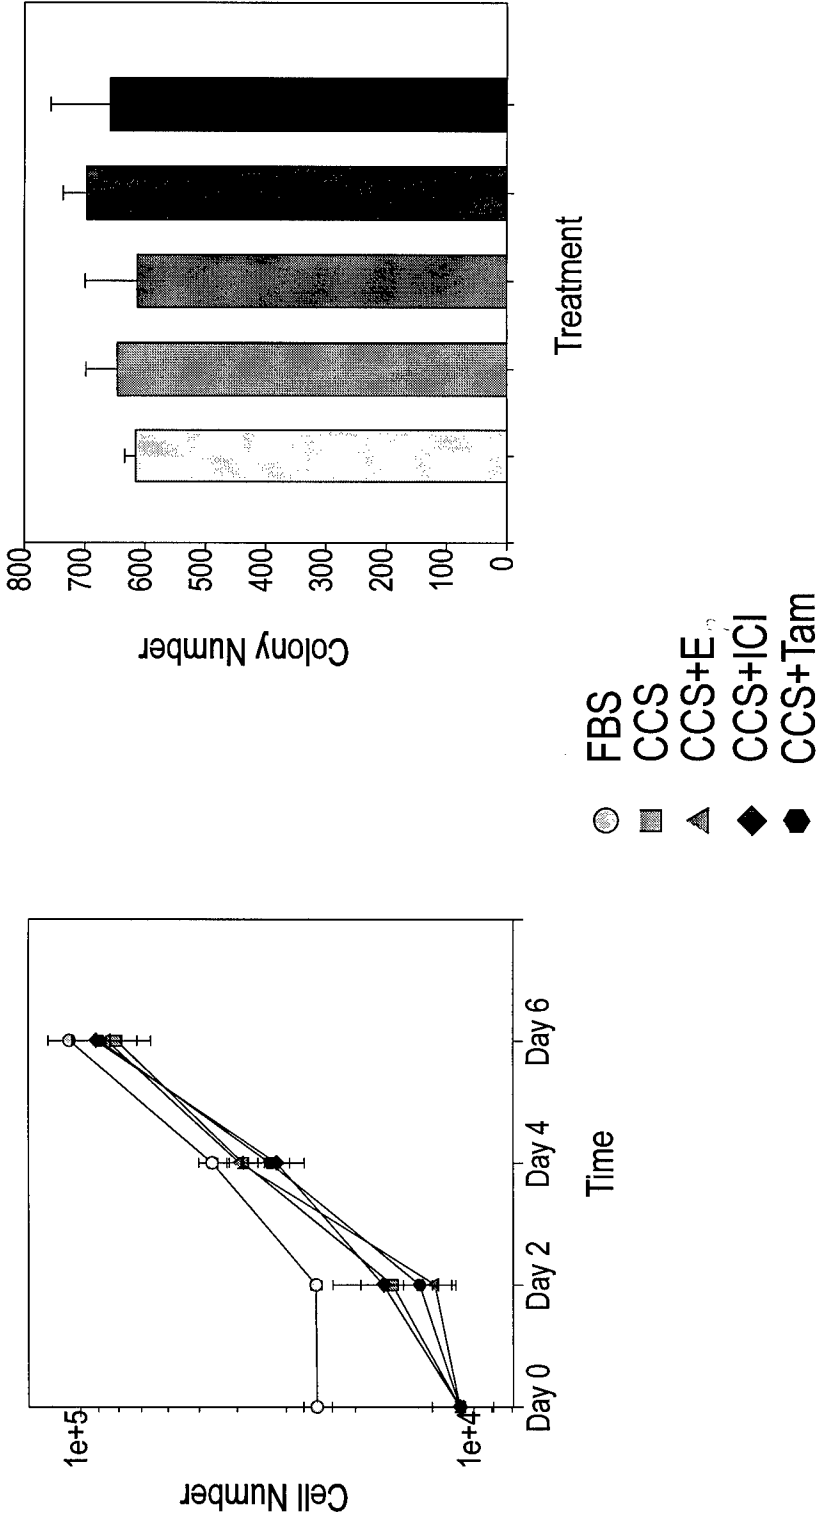 Cell Number
1e+5
1e+4
Day 0
Day 2
Day 4
Day 6
Time
Colony Number
800
700
600
500
400
300
200
100
0
Treatment
FBS
CCS
CCS+E
CCS+ICI
CCS+Tam